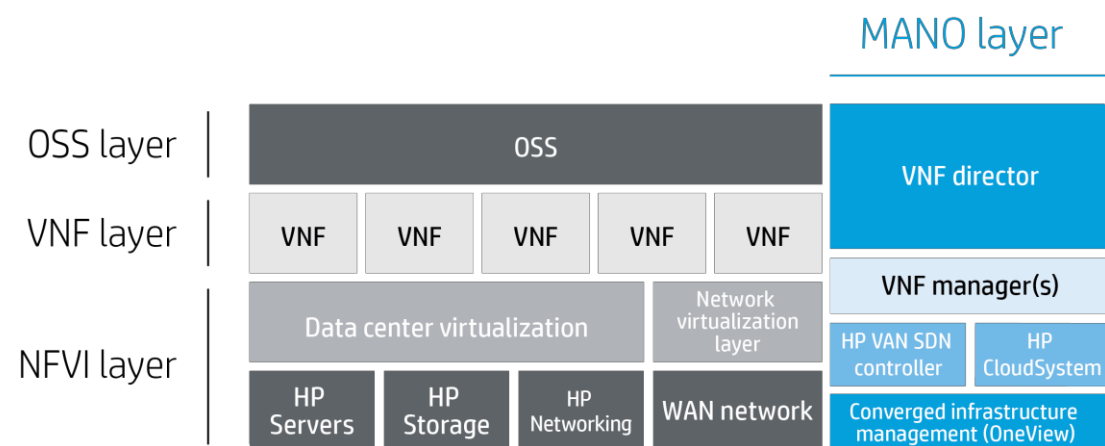 MANO layer
OSS layer
OSS
VNF director
VNF layer
VNF
VNF
VNF
VNF
VNF
VNF manager(s)
NFVI layer
Data center virtualization
Network
virtualization
layer
HP VAN SDN
controller
HP
CloudSystem
HP
Servers
HP
Storage
HP
Networking
WAN network
Converged infrastructure
management (OneView)